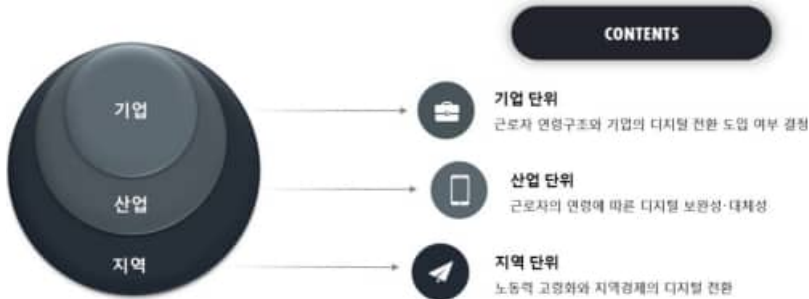 CONTENTS
기업
산업
지역
기업 단위
근로자 연령구조와 기업의 디지털 전환 도입 여부 결정
산업 단위
근로자의 연령에 따른 디지털 보완성·대체성
지역 단위
노동력 고령화와 지역경제의 디지털 전환